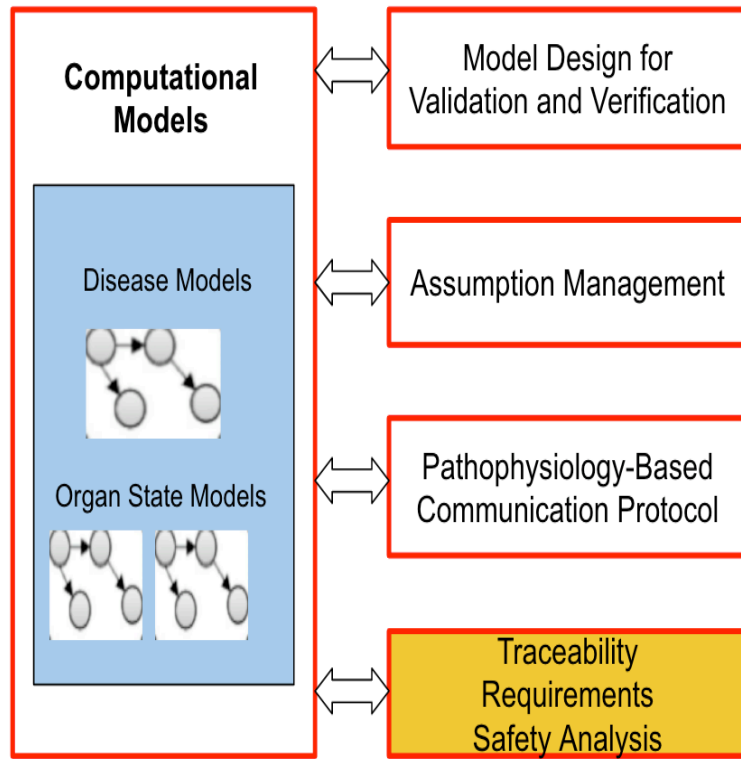 Computational
Models
Disease Models
Organ State Models
Model Design for
Validation and Verification
Assumption Management
Pathophysiology-Based
Communication Protocol
Traceability
Requirements
Safety Analysis